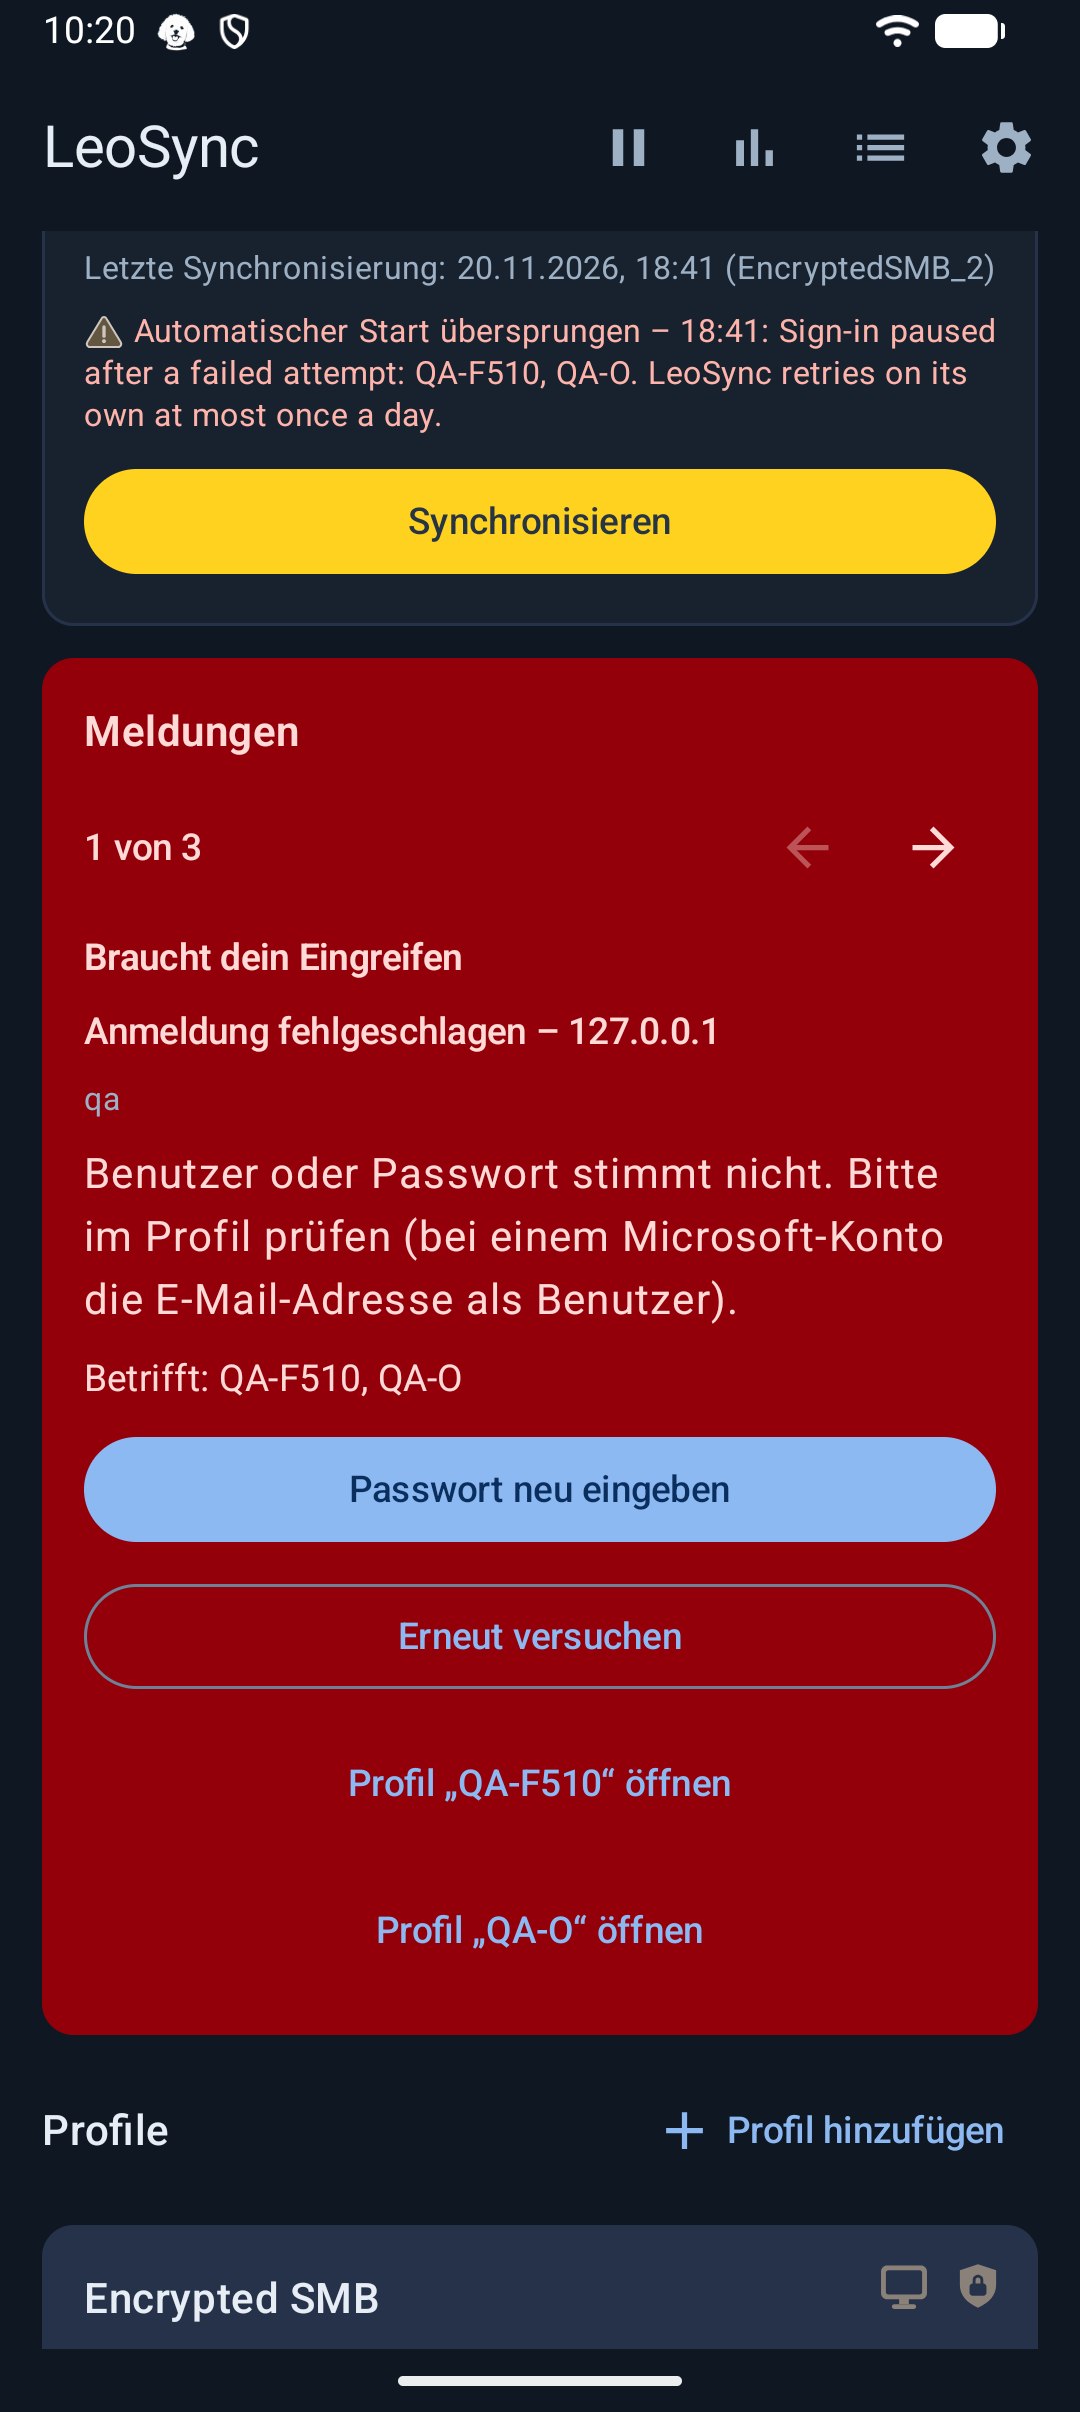 10:20
LeoSync
Letzte Synchronisierung: 20.11.2026, 18:41 (EncryptedSMB_2)
⚠ Automatischer Start übersprungen – 18:41: Sign-in paused
after a failed attempt: QA-F510, QA-O. LeoSync retries on its
own at most once a day.
Synchronisieren
Meldungen
1 von 3
Braucht dein Eingreifen
Anmeldung fehlgeschlagen – 127.0.0.1
qa
Benutzer oder Passwort stimmt nicht. Bitte
im Profil prüfen (bei einem Microsoft-Konto
die E-Mail-Adresse als Benutzer).
Betrifft: QA-F510, QA-O
Passwort neu eingeben
Erneut versuchen
Profil „QA-F510“ öffnen
Profil „QA-O“ öffnen
Profile
+ Profil hinzufügen
Encrypted SMB